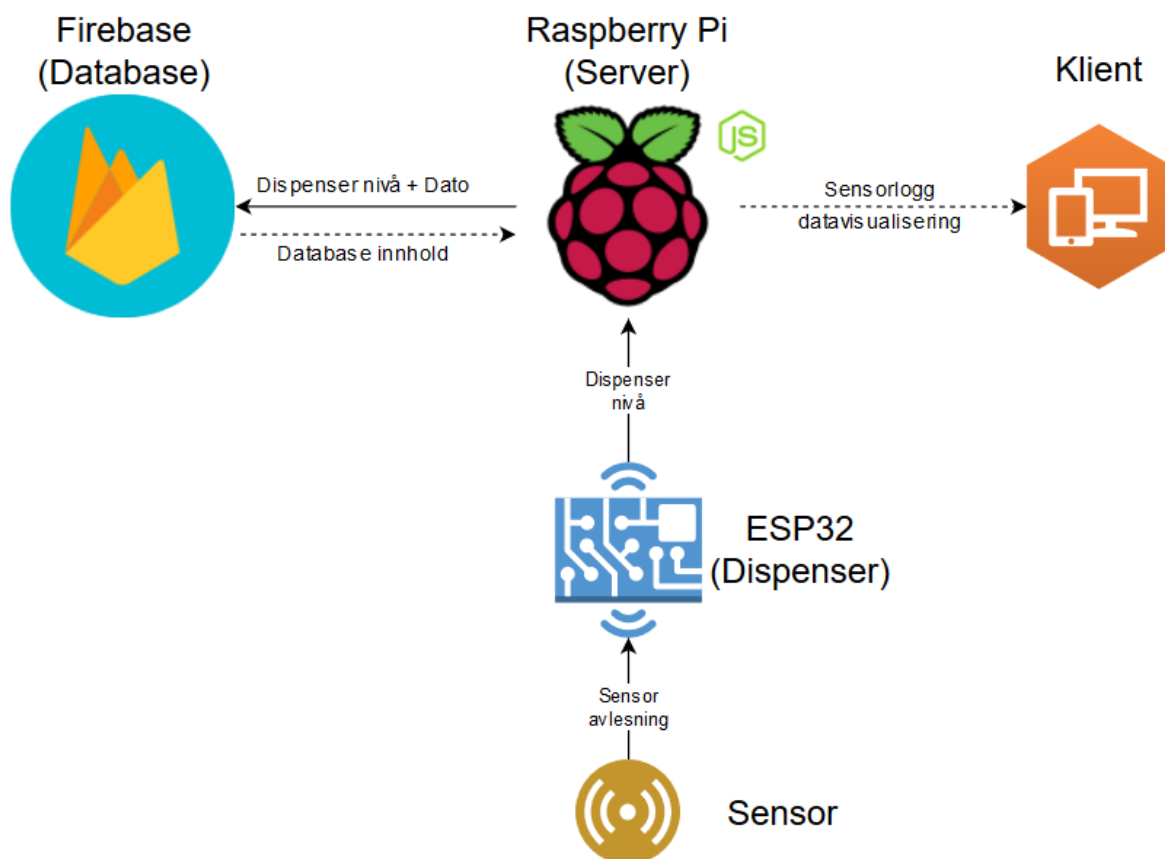 Firebase
(Database)
Raspberry Pi
(Server)
Klient
JS
Dispenser nivå + Dato
Database innhold
Sensorlogg
datavisualisering
Dispenser
nivå
ESP32
(Dispenser)
Sensor
avlesning
Sensor